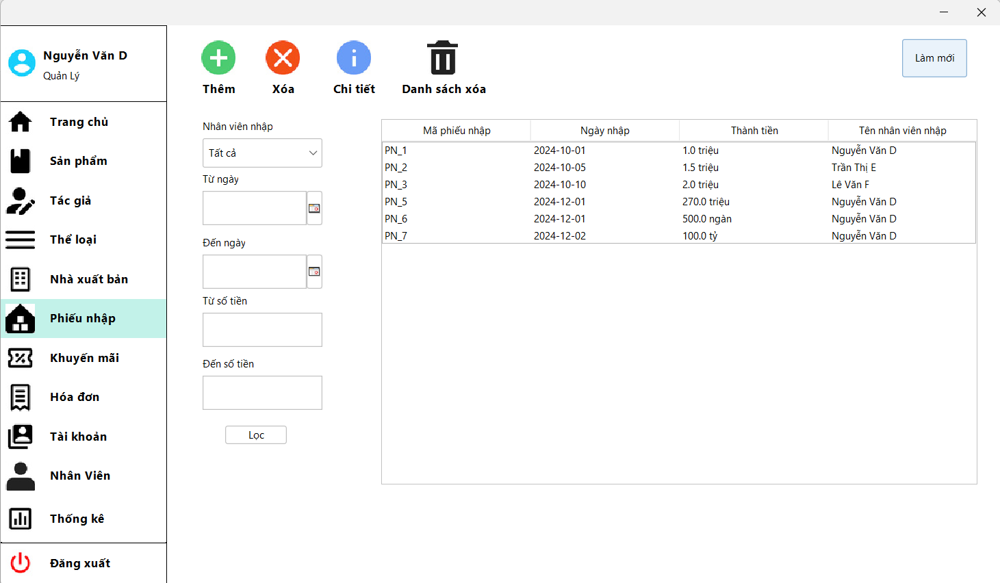 Nguyễn Văn D
Quản Lý
Trang chủ
Sản phẩm
Tác giả
Thể loại
Nhà xuất bản
Phiếu nhập
Khuyến mãi
Hóa đơn
Tài khoản
Nhân Viên
Thống kê
Đăng xuất
Thêm Xóa Chi tiết Danh sách xóa
Làm mới
Nhân viên nhập
Tất cả
Từ ngày
Đến ngày
Từ số tiền
Đến số tiền
Lọc
Mã phiếu nhập Ngày nhập Thành tiền Tên nhân viên nhập
PN_1 2024-10-01 1.0 triệu Nguyễn Văn D
PN_2 2024-10-05 1.5 triệu Trần Thị E
PN_3 2024-10-10 2.0 triệu Lê Văn F
PN_5 2024-12-01 270.0 triệu Nguyễn Văn D
PN_6 2024-12-01 500.0 ngàn Nguyễn Văn D
PN_7 2024-12-02 100.0 tỷ Nguyễn Văn D